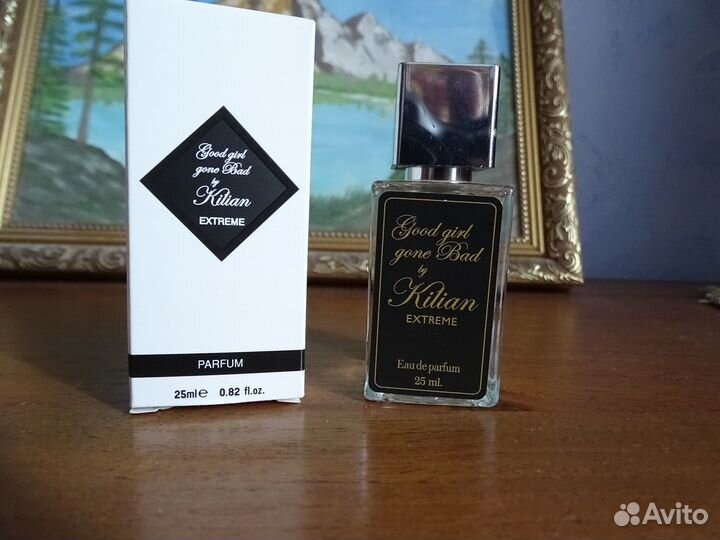 Good girl
gone Bad
by
Kilian
EXTREME
PARFUM
25ml℮ 0.82 fl.oz.
Good girl
gone Bad
by
Kilian
EXTREME
Eau de parfum
25 ml.
Avito